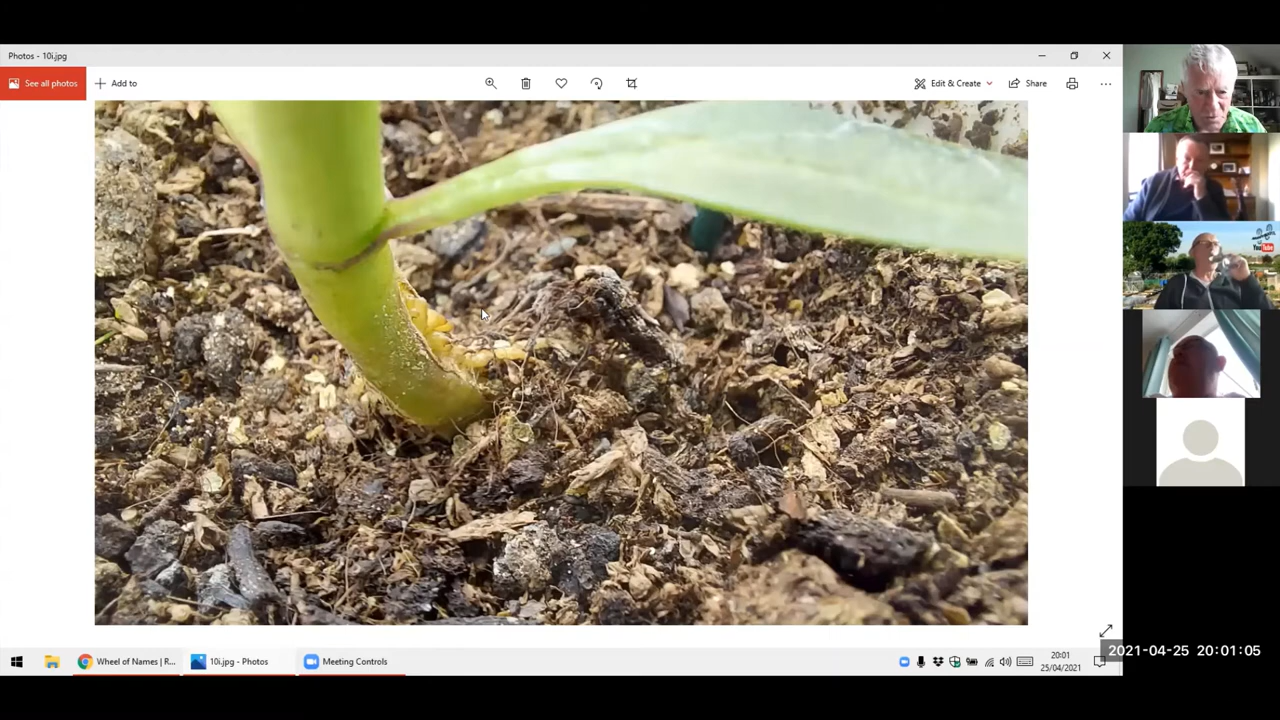 Photos - 10i.jpg
See all photos
Add to
Edit & Create
Share
YouTube
Wheel of Names | R...
10i.jpg - Photos
Meeting Controls
20:01
25/04/2021
2021-04-25 20:01:05